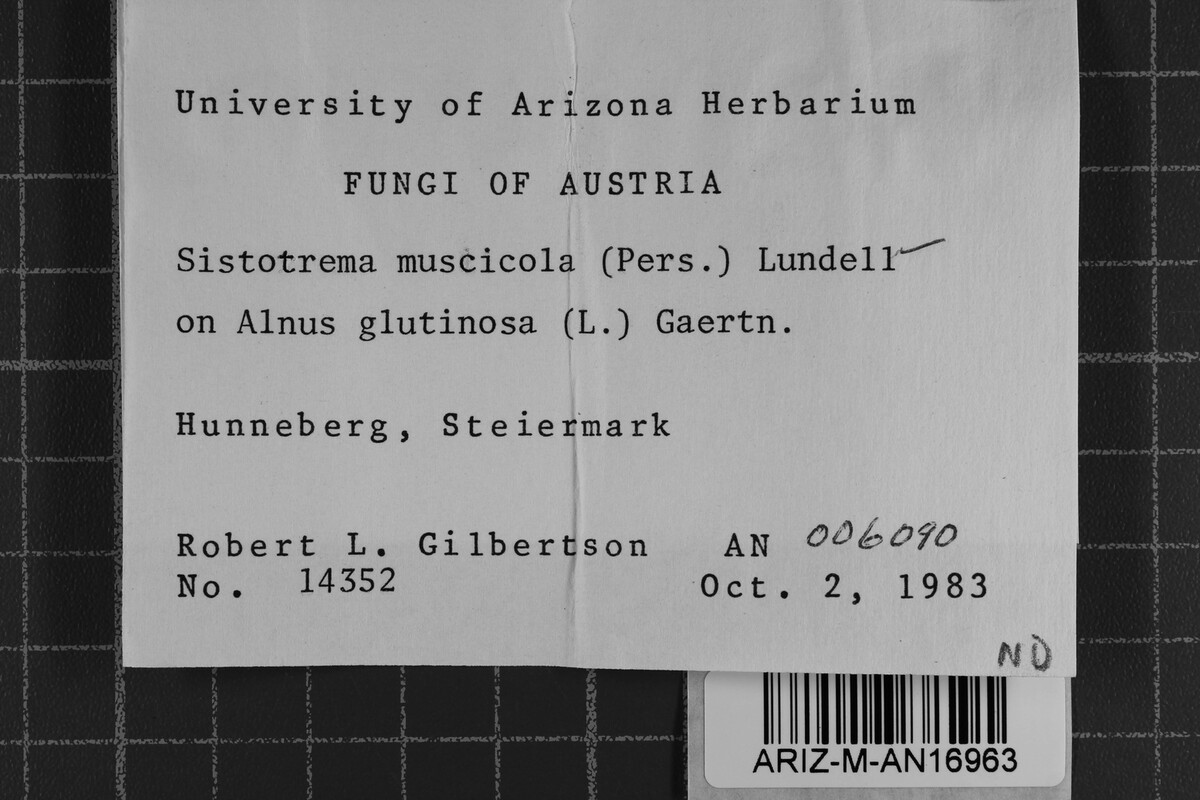 University of Arizona Herbarium
FUNGI OF AUSTRIA
Sistotrema muscicola (Pers.) Lundell
on Alnus glutinosa (L.) Gaertn.
Hunneberg, Steiermark
Robert L. Gilbertson AN 006090
No. 14352 Oct. 2, 1983
ND
ARIZ-M-AN16963